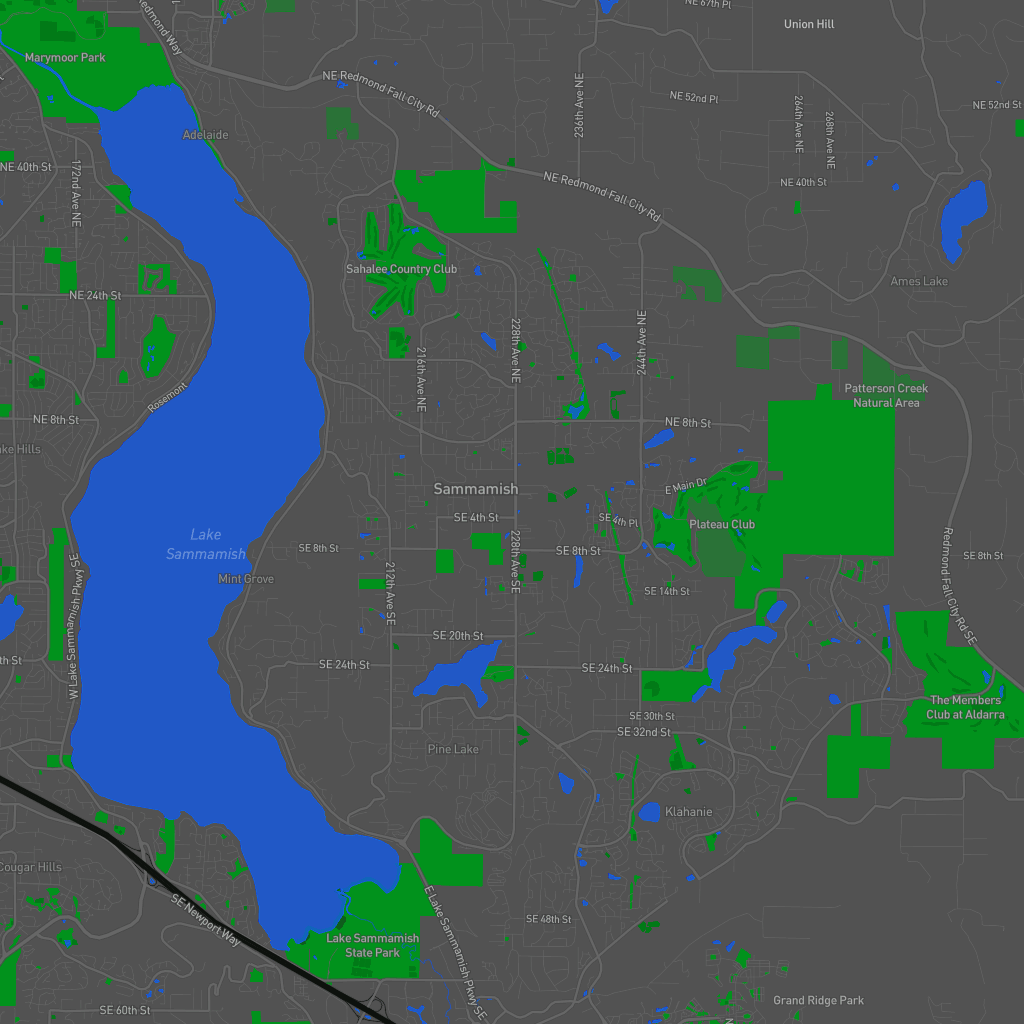 NE 67th Pl
Redmond Way
Union Hill
Marymoor Park
NE Redmond Fall City Rd
236th Ave NE
NE 52nd Pl
264th Ave NE
268th Ave NE
NE 52nd St
Adelaide
NE 40th St
172nd Ave NE
NE Redmond Fall City Rd
NE 40th St
Sahalee Country Club
Ames Lake
NE 24th St
228th Ave NE
244th Ave NE
216th Ave NE
Rosemont
Patterson Creek
Natural Area
NE 8th St
NE 8th St
ke Hills
Sammamish
E Main Dr
SE 4th St
SE 4th Pl
Plateau Club
Lake
Sammamish
SE 8th St
SE 8th St
228th Ave SE
Redmond Fall City Rd SE
SE 8th St
Mint Grove
212th Ave SE
SE 14th St
W Lake Sammamish Pkwy SE
SE 20th St
th St
SE 24th St
SE 24th St
The Members
Club at Aldarra
SE 30th St
SE 32nd St
Pine Lake
Klahanie
Cougar Hills
SE Newport Way
E Lake Sammamish Pkwy SE
SE 48th St
Lake Sammamish
State Park
SE 60th St
Grand Ridge Park
N